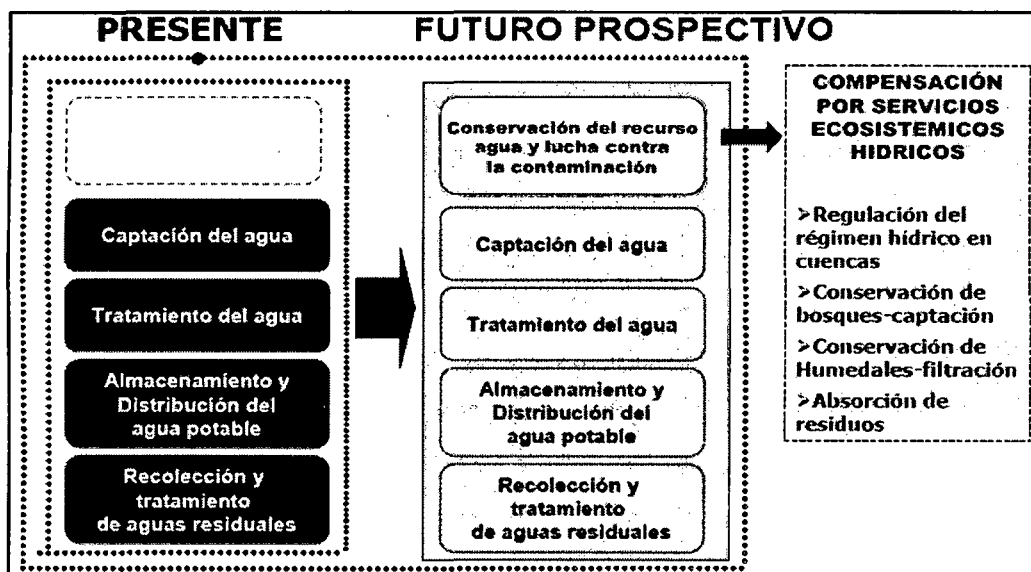 PRESENTE
FUTURO PROSPECTIVO
Captación del agua
Tratamiento del agua
Almacenamiento y
Distribución del
agua potable
Recolección y
tratamiento
de aguas residuales
Conservación del recurso
agua y lucha contra
la contaminación
Captación del agua
Tratamiento del agua
Almacenamiento y
Distribución del
agua potable
Recolección y
tratamiento
de aguas residuales
COMPENSACIÓN
POR SERVICIOS
ECOSISTEMICOS
HIDRICOS
➢Regulación del
régimen hídrico en
cuencas
➢Conservación de
bosques-captación
➢Conservación de
Humedales-filtración
➢Absorción de
residuos